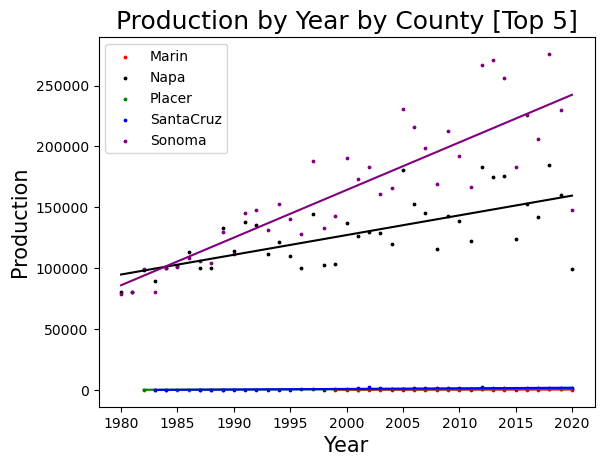 Production by Year by County [Top 5]
Marin
Napa
Placer
SantaCruz
Sonoma
Production
250000
200000
150000
100000
50000
0
1980 1985 1990 1995 2000 2005 2010 2015 2020
Year